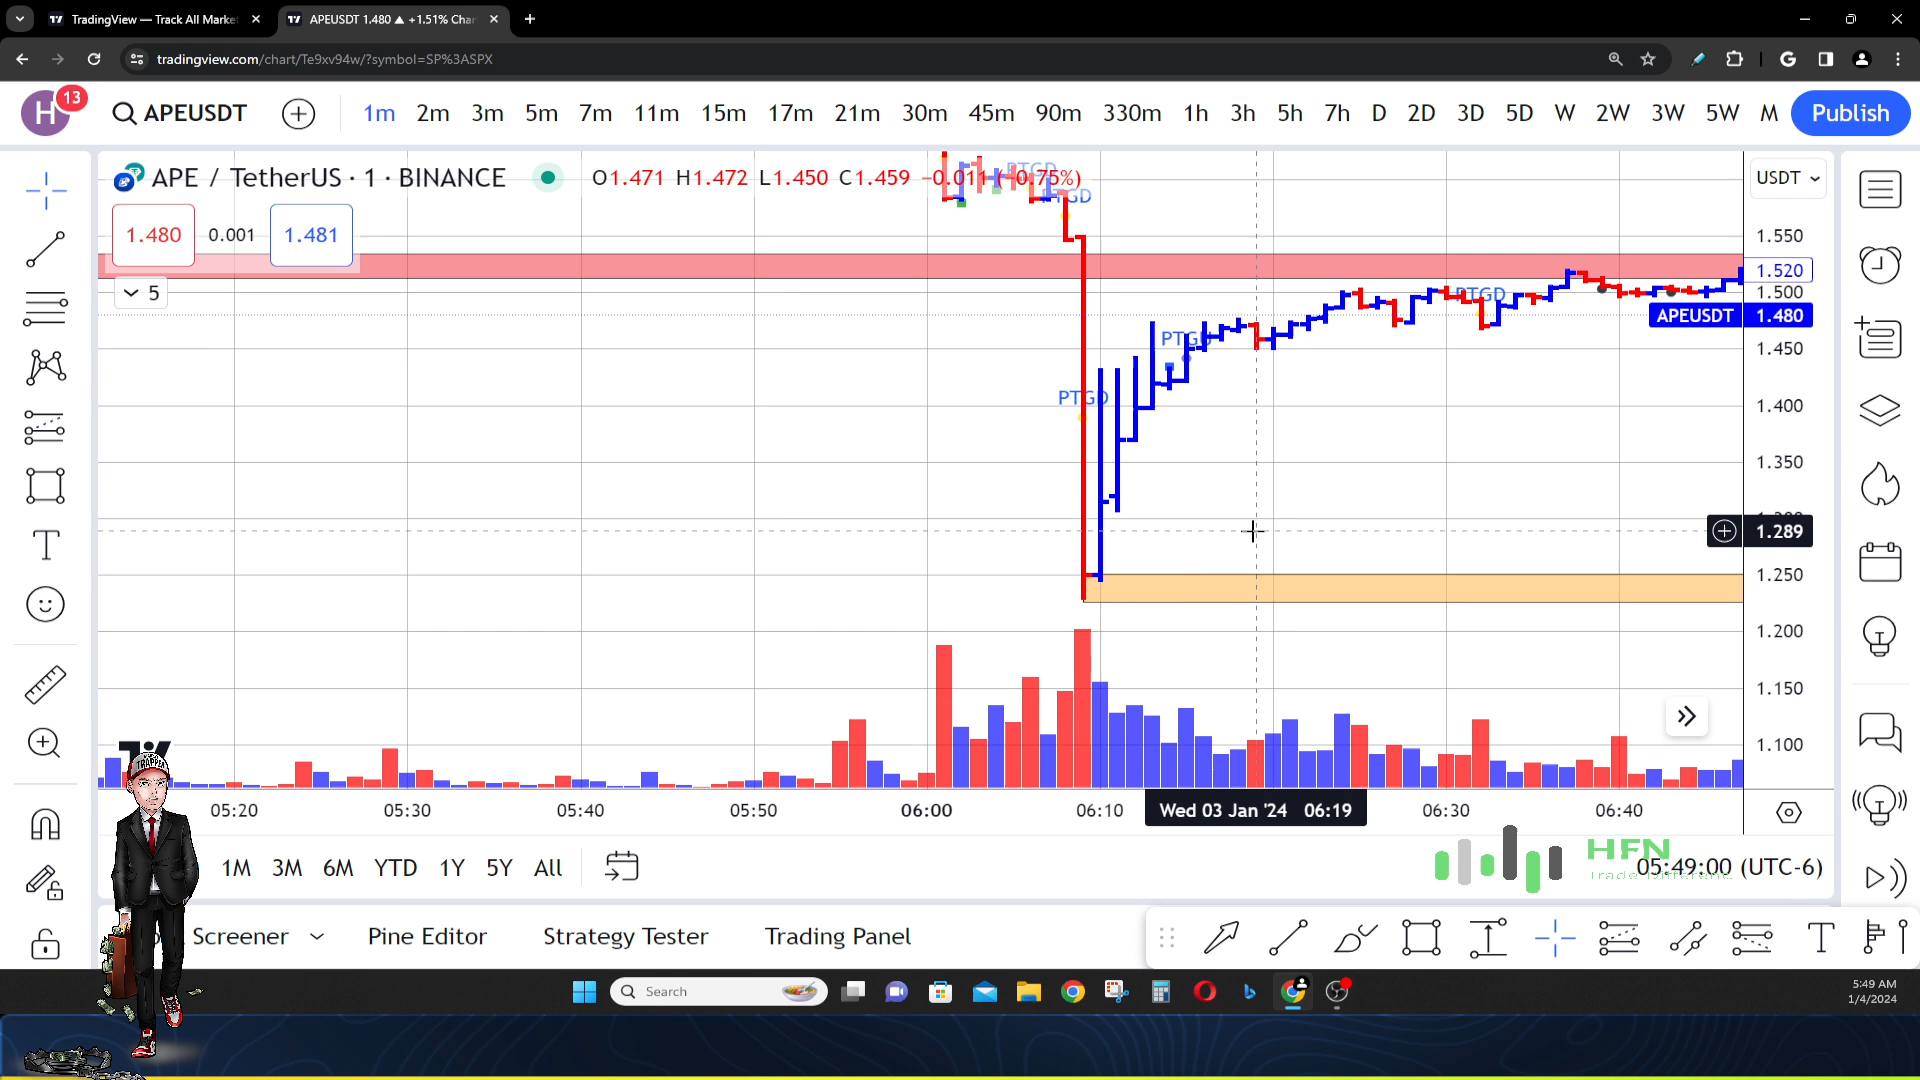 TradingView — Track All Marke
APEUSDT 1.480 ▲ +1.51% Cha
tradingview.com/chart/Te9xv94w/?symbol=SP%3ASPX
H 13 APEUSDT 1m 2m 3m 5m 7m 11m 15m 17m 21m 30m 45m 90m 330m 1h 3h 5h 7h D 2D 3D 5D W 2W 3W 5W M Publish
APE / TetherUS · 1 · BINANCE O1.471 H1.472 L1.450 C1.459 −0.011 (−0.75%) USDT
PTGD
PTGD
1.480 0.001 1.481
1.550
1.520
5
PTGD
1.500
APEUSDT 1.480
PTGU
1.450
PTGD
1.400
1.350
1.289
1.250
1.200
1.150
1.100
05:20 05:30 05:40 05:50 06:00 06:10 Wed 03 Jan '24 06:19 06:30 06:40
TRAPPER
1M 3M 6M YTD 1Y 5Y All
HFN
Trade Different.
05:49:00 (UTC-6)
Screener Pine Editor Strategy Tester Trading Panel
Search
5:49 AM
1/4/2024